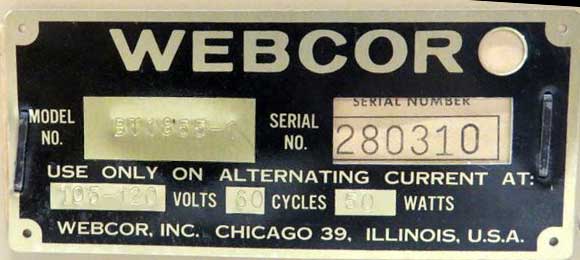 WEBCOR
SERIAL NUMBER
MODEL NO. SERIAL NO. 280310
USE ONLY ON ALTERNATING CURRENT AT:
105-120 VOLTS 60 CYCLES 50 WATTS
WEBCOR, INC. CHICAGO 39, ILLINOIS, U.S.A.